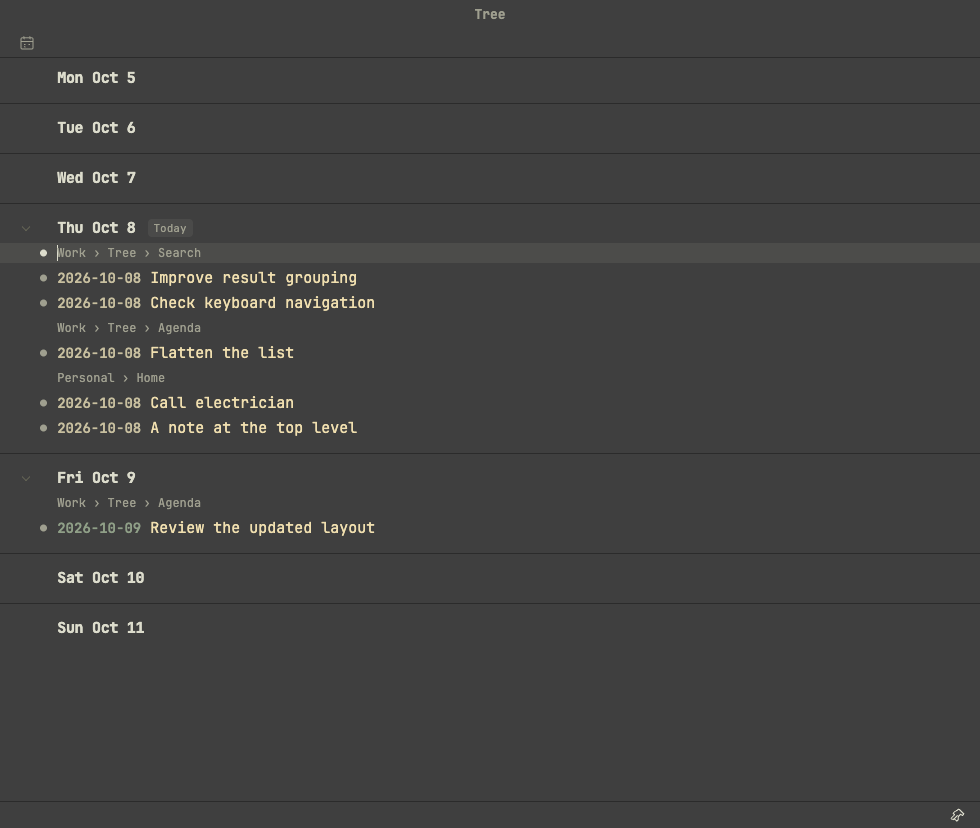 Tree
Mon Oct 5
Tue Oct 6
Wed Oct 7
Thu Oct 8 Today
Work › Tree › Search
2026-10-08 Improve result grouping
2026-10-08 Check keyboard navigation
Work › Tree › Agenda
2026-10-08 Flatten the list
Personal › Home
2026-10-08 Call electrician
2026-10-08 A note at the top level
Fri Oct 9
Work › Tree › Agenda
2026-10-09 Review the updated layout
Sat Oct 10
Sun Oct 11